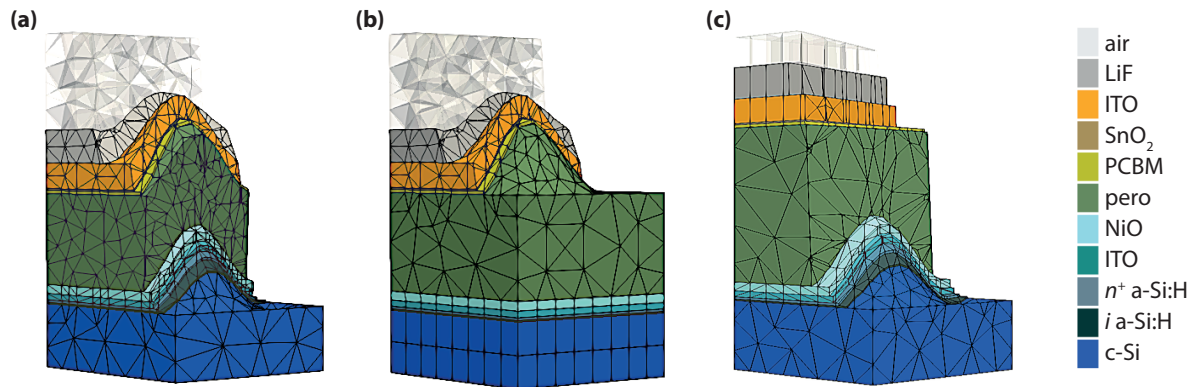 (a)
(b)
(c)
air
LiF
ITO
SnO₂
PCBM
pero
NiO
ITO
n⁺ a-Si:H
i a-Si:H
c-Si